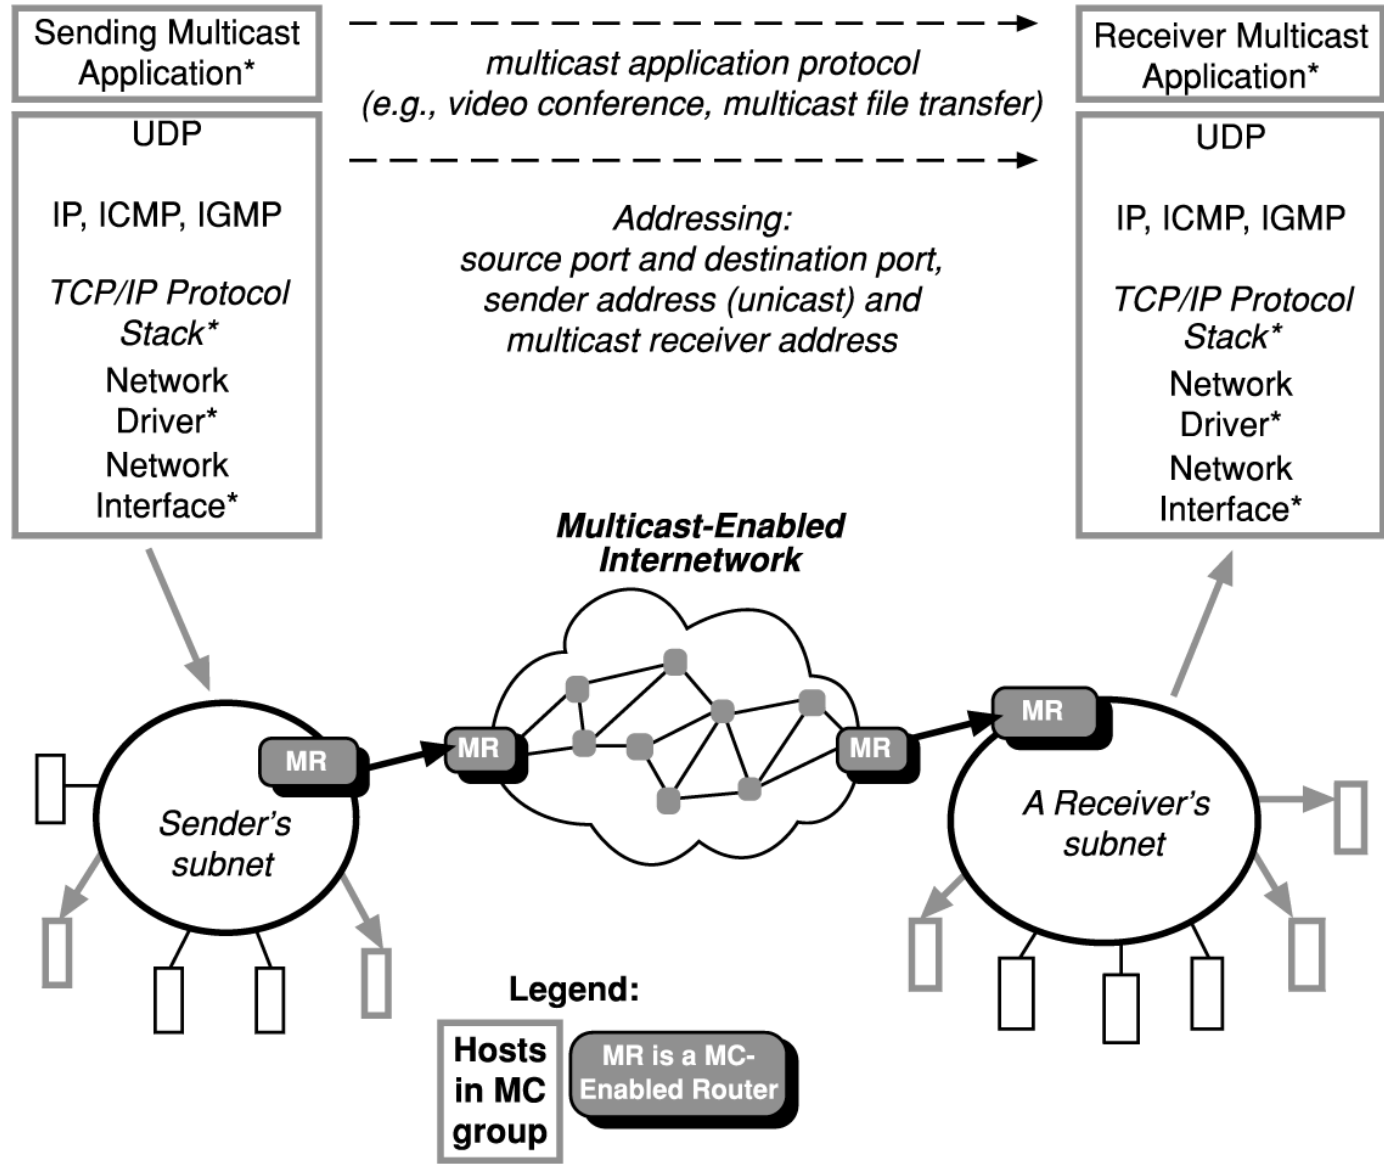 Sending Multicast
Application*
multicast application protocol
(e.g., video conference, multicast file transfer)
Receiver Multicast
Application*
UDP
IP, ICMP, IGMP
TCP/IP Protocol
Stack*
Network
Driver*
Network
Interface*
Addressing:
source port and destination port,
sender address (unicast) and
multicast receiver address
UDP
IP, ICMP, IGMP
TCP/IP Protocol
Stack*
Network
Driver*
Network
Interface*
Multicast-Enabled
Internetwork
MR
MR
MR
MR
Sender's
subnet
A Receiver's
subnet
Legend:
Hosts
in MC
group
MR is a MC-
Enabled Router